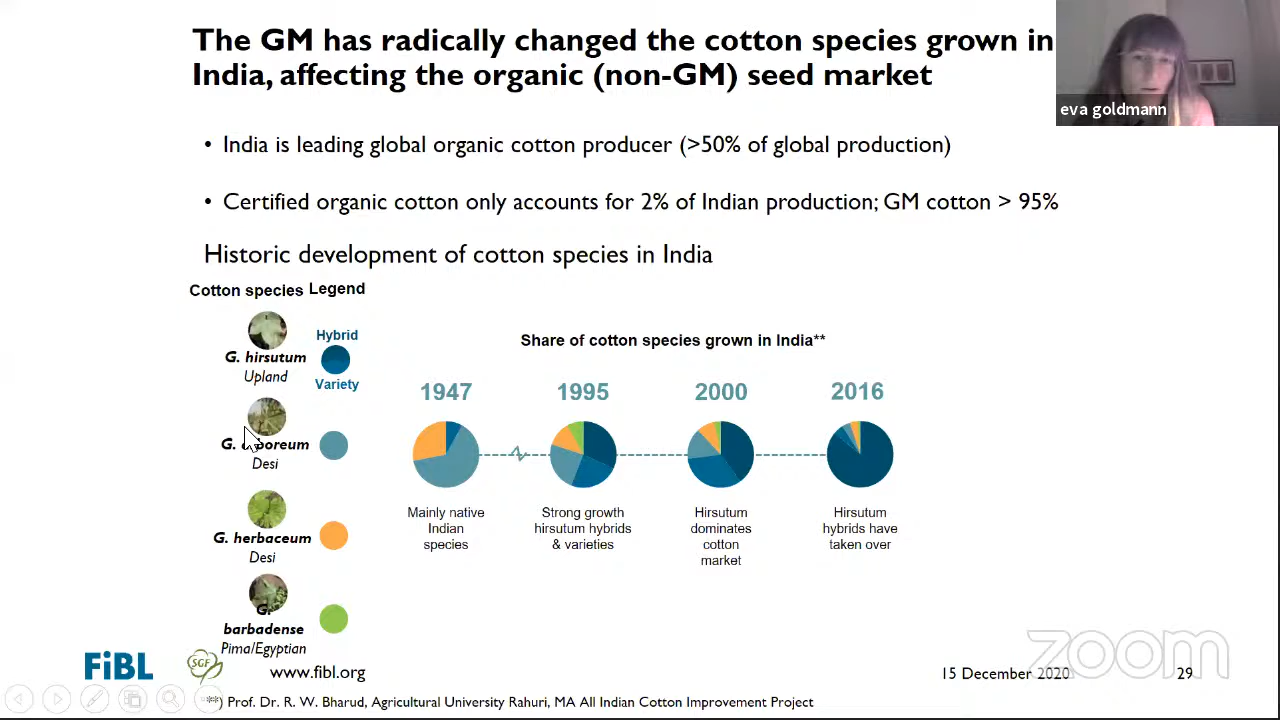 The GM has radically changed the cotton species grown in
India, affecting the organic (non-GM) seed market
eva goldmann
• India is leading global organic cotton producer (>50% of global production)
• Certified organic cotton only accounts for 2% of Indian production; GM cotton > 95%
Historic development of cotton species in India
Cotton species Legend
Hybrid
G. hirsutum
Upland
Variety
G. arboreum
Desi
G. herbaceum
Desi
G.
barbadense
Pima/Egyptian
Share of cotton species grown in India**
1947 1995 2000 2016
Mainly native
Indian
species
Strong growth
hirsutum hybrids
& varieties
Hirsutum
dominates
cotton
market
Hirsutum
hybrids have
taken over
zoom
FiBL
SGF
www.fibl.org
15 December 2020
29
**) Prof. Dr. R. W. Bharud, Agricultural University Rahuri, MA All Indian Cotton Improvement Project